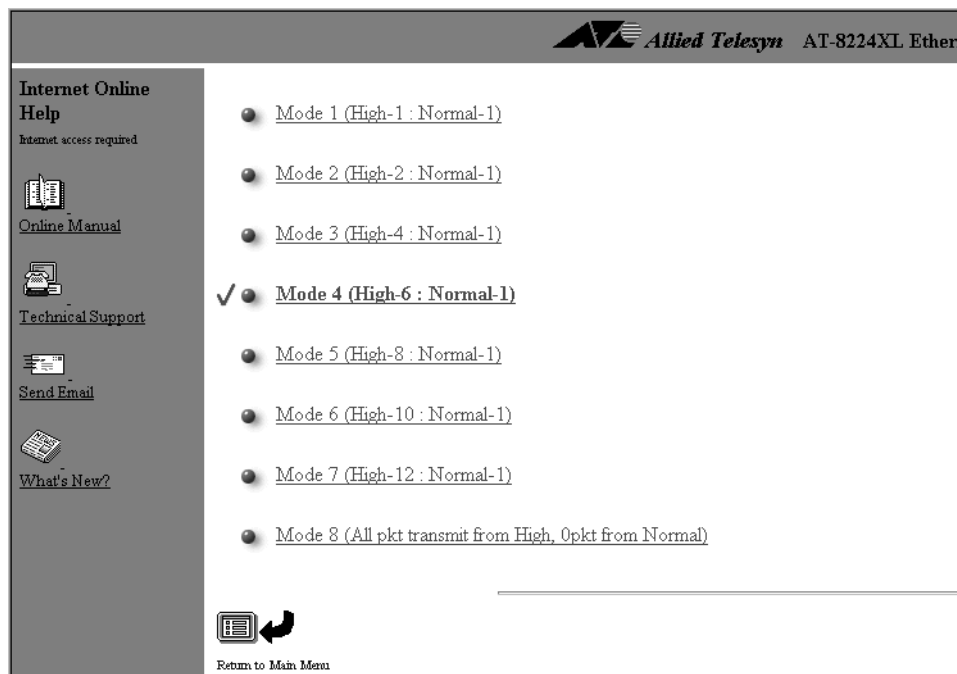 Allied Telesyn AT-8224XL Ether
Internet Online
Help
Internet access required
Online Manual
Technical Support
Send Email
What's New?
Mode 1 (High-1 : Normal-1)
Mode 2 (High-2 : Normal-1)
Mode 3 (High-4 : Normal-1)
Mode 4 (High-6 : Normal-1)
Mode 5 (High-8 : Normal-1)
Mode 6 (High-10 : Normal-1)
Mode 7 (High-12 : Normal-1)
Mode 8 (All pkt transmit from High, 0pkt from Normal)
Return to Main Menu